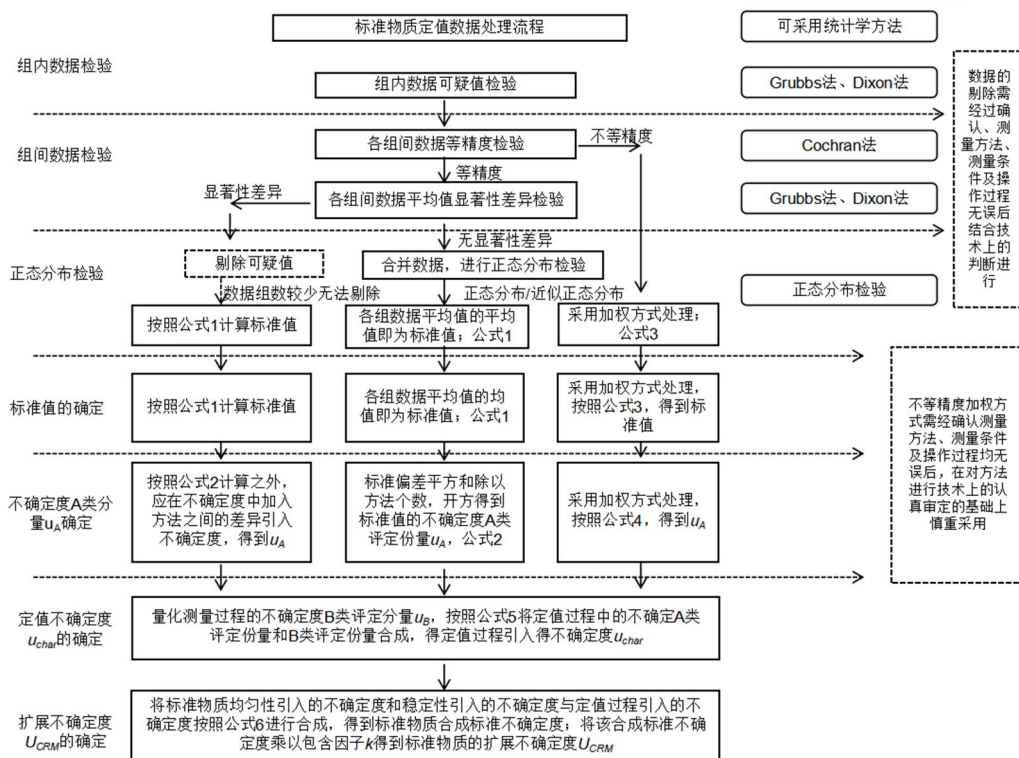 标准物质定值数据处理流程
可采用统计学方法
组内数据检验
组内数据可疑值检验
Grubbs法、Dixon法
数据的
剔除需
经过确
认、测
量方法、
测量条
件及操
作过程
无误后
结合技
术上的
判断进
行
组间数据检验
各组间数据等精度检验
不等精度
Cochran法
等精度
显著性差异
各组间数据平均值显著性差异检验
Grubbs法、Dixon法
无显著性差异
正态分布检验
剔除可疑值
合并数据，进行正态分布检验
正态分布检验
数据组数较少无法剔除
正态分布/近似正态分布
按照公式1计算标准值
各组数据平均值的平均
值即为标准值；公式1
采用加权方式处理；
公式3
标准值的确定
按照公式1计算标准值
各组数据平均值的均
值即为标准值；公式1
采用加权方式处理，
按照公式3，得到标
准值
不等精度加权方
式需经确认测量
方法、测量条件
及操作过程均无
误后，在对方法
进行技术上的认
真审定的基础上
慎重采用
不确定度A类分
量uA确定
按照公式2计算之外，
应在不确定度中加入
方法之间的差异引入
不确定度，得到uA
标准偏差平方和除以
方法个数，开方得到
标准值的不确定度A类
评定份量uA，公式2
采用加权方式处理，
按照公式4，得到uA
定值不确定度
uchar的确定
量化测量过程的不确定度B类评定分量uB，按照公式5将定值过程中的不确定A类
评定份量和B类评定份量合成，得定值过程引入得不确定度uchar
扩展不确定度
UCRM的确定
将标准物质均匀性引入的不确定度和稳定性引入的不确定度与定值过程引入的不
确定度按照公式6进行合成，得到标准物质合成标准不确定度；将该合成标准不确
定度乘以包含因子k得到标准物质的扩展不确定度UCRM